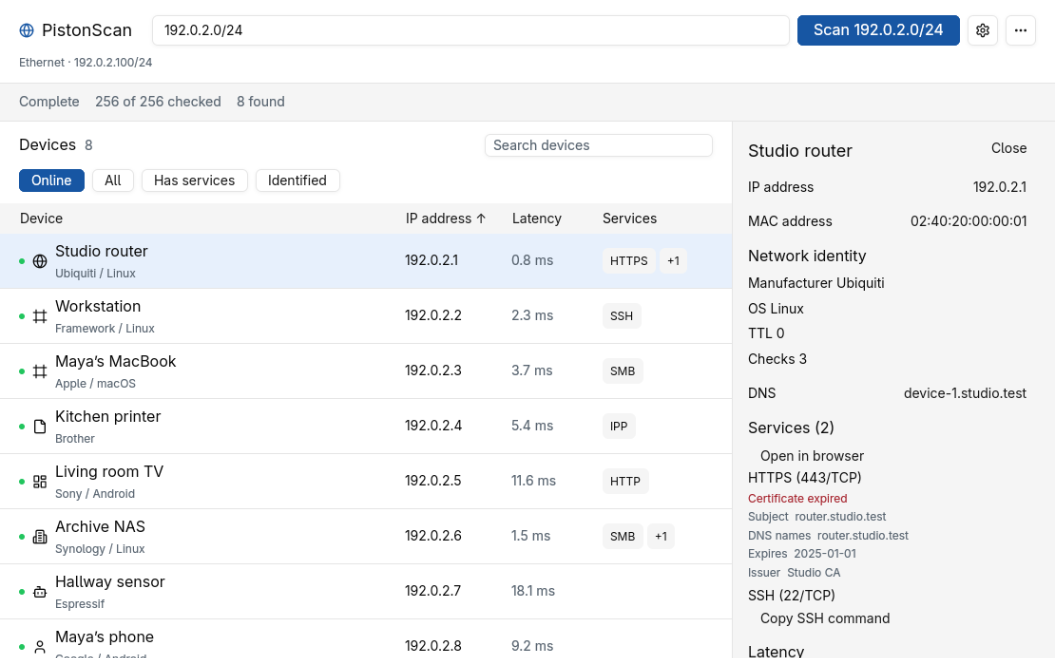 PistonScan
192.0.2.0/24
Scan 192.0.2.0/24
Ethernet · 192.0.2.100/24
Complete 256 of 256 checked 8 found
Devices 8
Search devices
Online All Has services Identified
Device IP address ↑ Latency Services
Studio router
Ubiquiti / Linux
192.0.2.1 0.8 ms HTTPS +1
Workstation
Framework / Linux
192.0.2.2 2.3 ms SSH
Maya's MacBook
Apple / macOS
192.0.2.3 3.7 ms SMB
Kitchen printer
Brother
192.0.2.4 5.4 ms IPP
Living room TV
Sony / Android
192.0.2.5 11.6 ms HTTP
Archive NAS
Synology / Linux
192.0.2.6 1.5 ms SMB +1
Hallway sensor
Espressif
192.0.2.7 18.1 ms
Maya's phone
Google / Android
192.0.2.8 9.2 ms
Studio router Close
IP address 192.0.2.1
MAC address 02:40:20:00:00:01
Network identity
Manufacturer Ubiquiti
OS Linux
TTL 0
Checks 3
DNS device-1.studio.test
Services (2)
Open in browser
HTTPS (443/TCP)
Certificate expired
Subject router.studio.test
DNS names router.studio.test
Expires 2025-01-01
Issuer Studio CA
SSH (22/TCP)
Copy SSH command
Latency